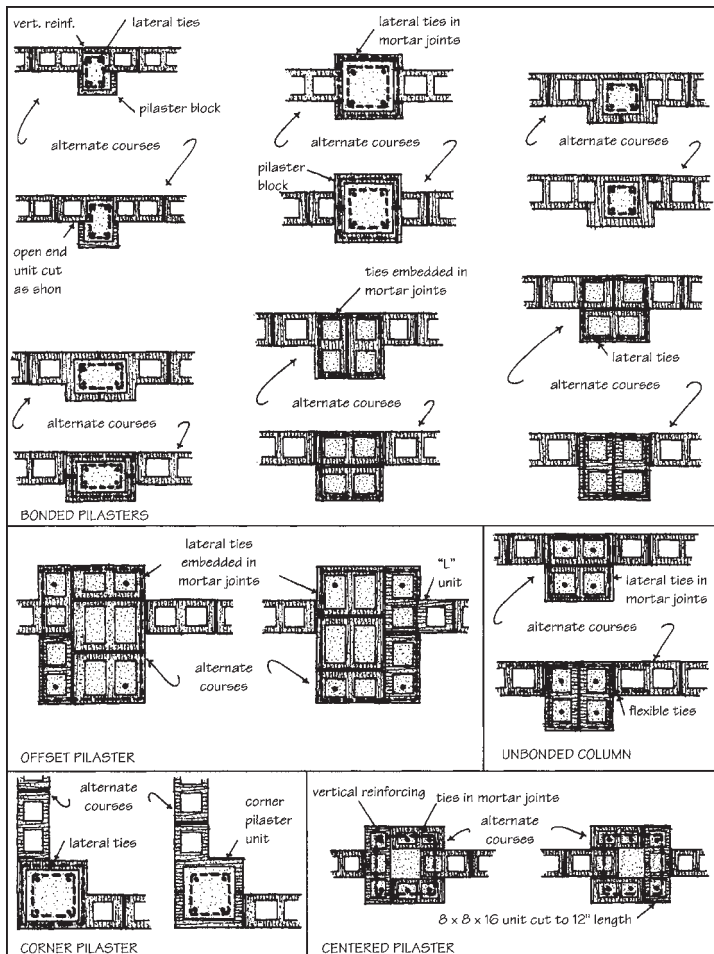 vert. reinf.
lateral ties
pilaster block
alternate courses
open end
unit cut
as shon
lateral ties in
mortar joints
alternate courses
pilaster
block
alternate courses
ties embedded in
mortar joints
lateral ties
alternate courses
alternate courses
alternate courses
BONDED PILASTERS
lateral ties
embedded in
mortar joints
"L"
unit
alternate
courses
OFFSET PILASTER
lateral ties in
mortar joints
alternate courses
flexible ties
UNBONDED COLUMN
alternate
courses
lateral ties
corner
pilaster
unit
CORNER PILASTER
vertical reinforcing
ties in mortar joints
alternate
courses
8 x 8 x 16 unit cut to 12" length
CENTERED PILASTER